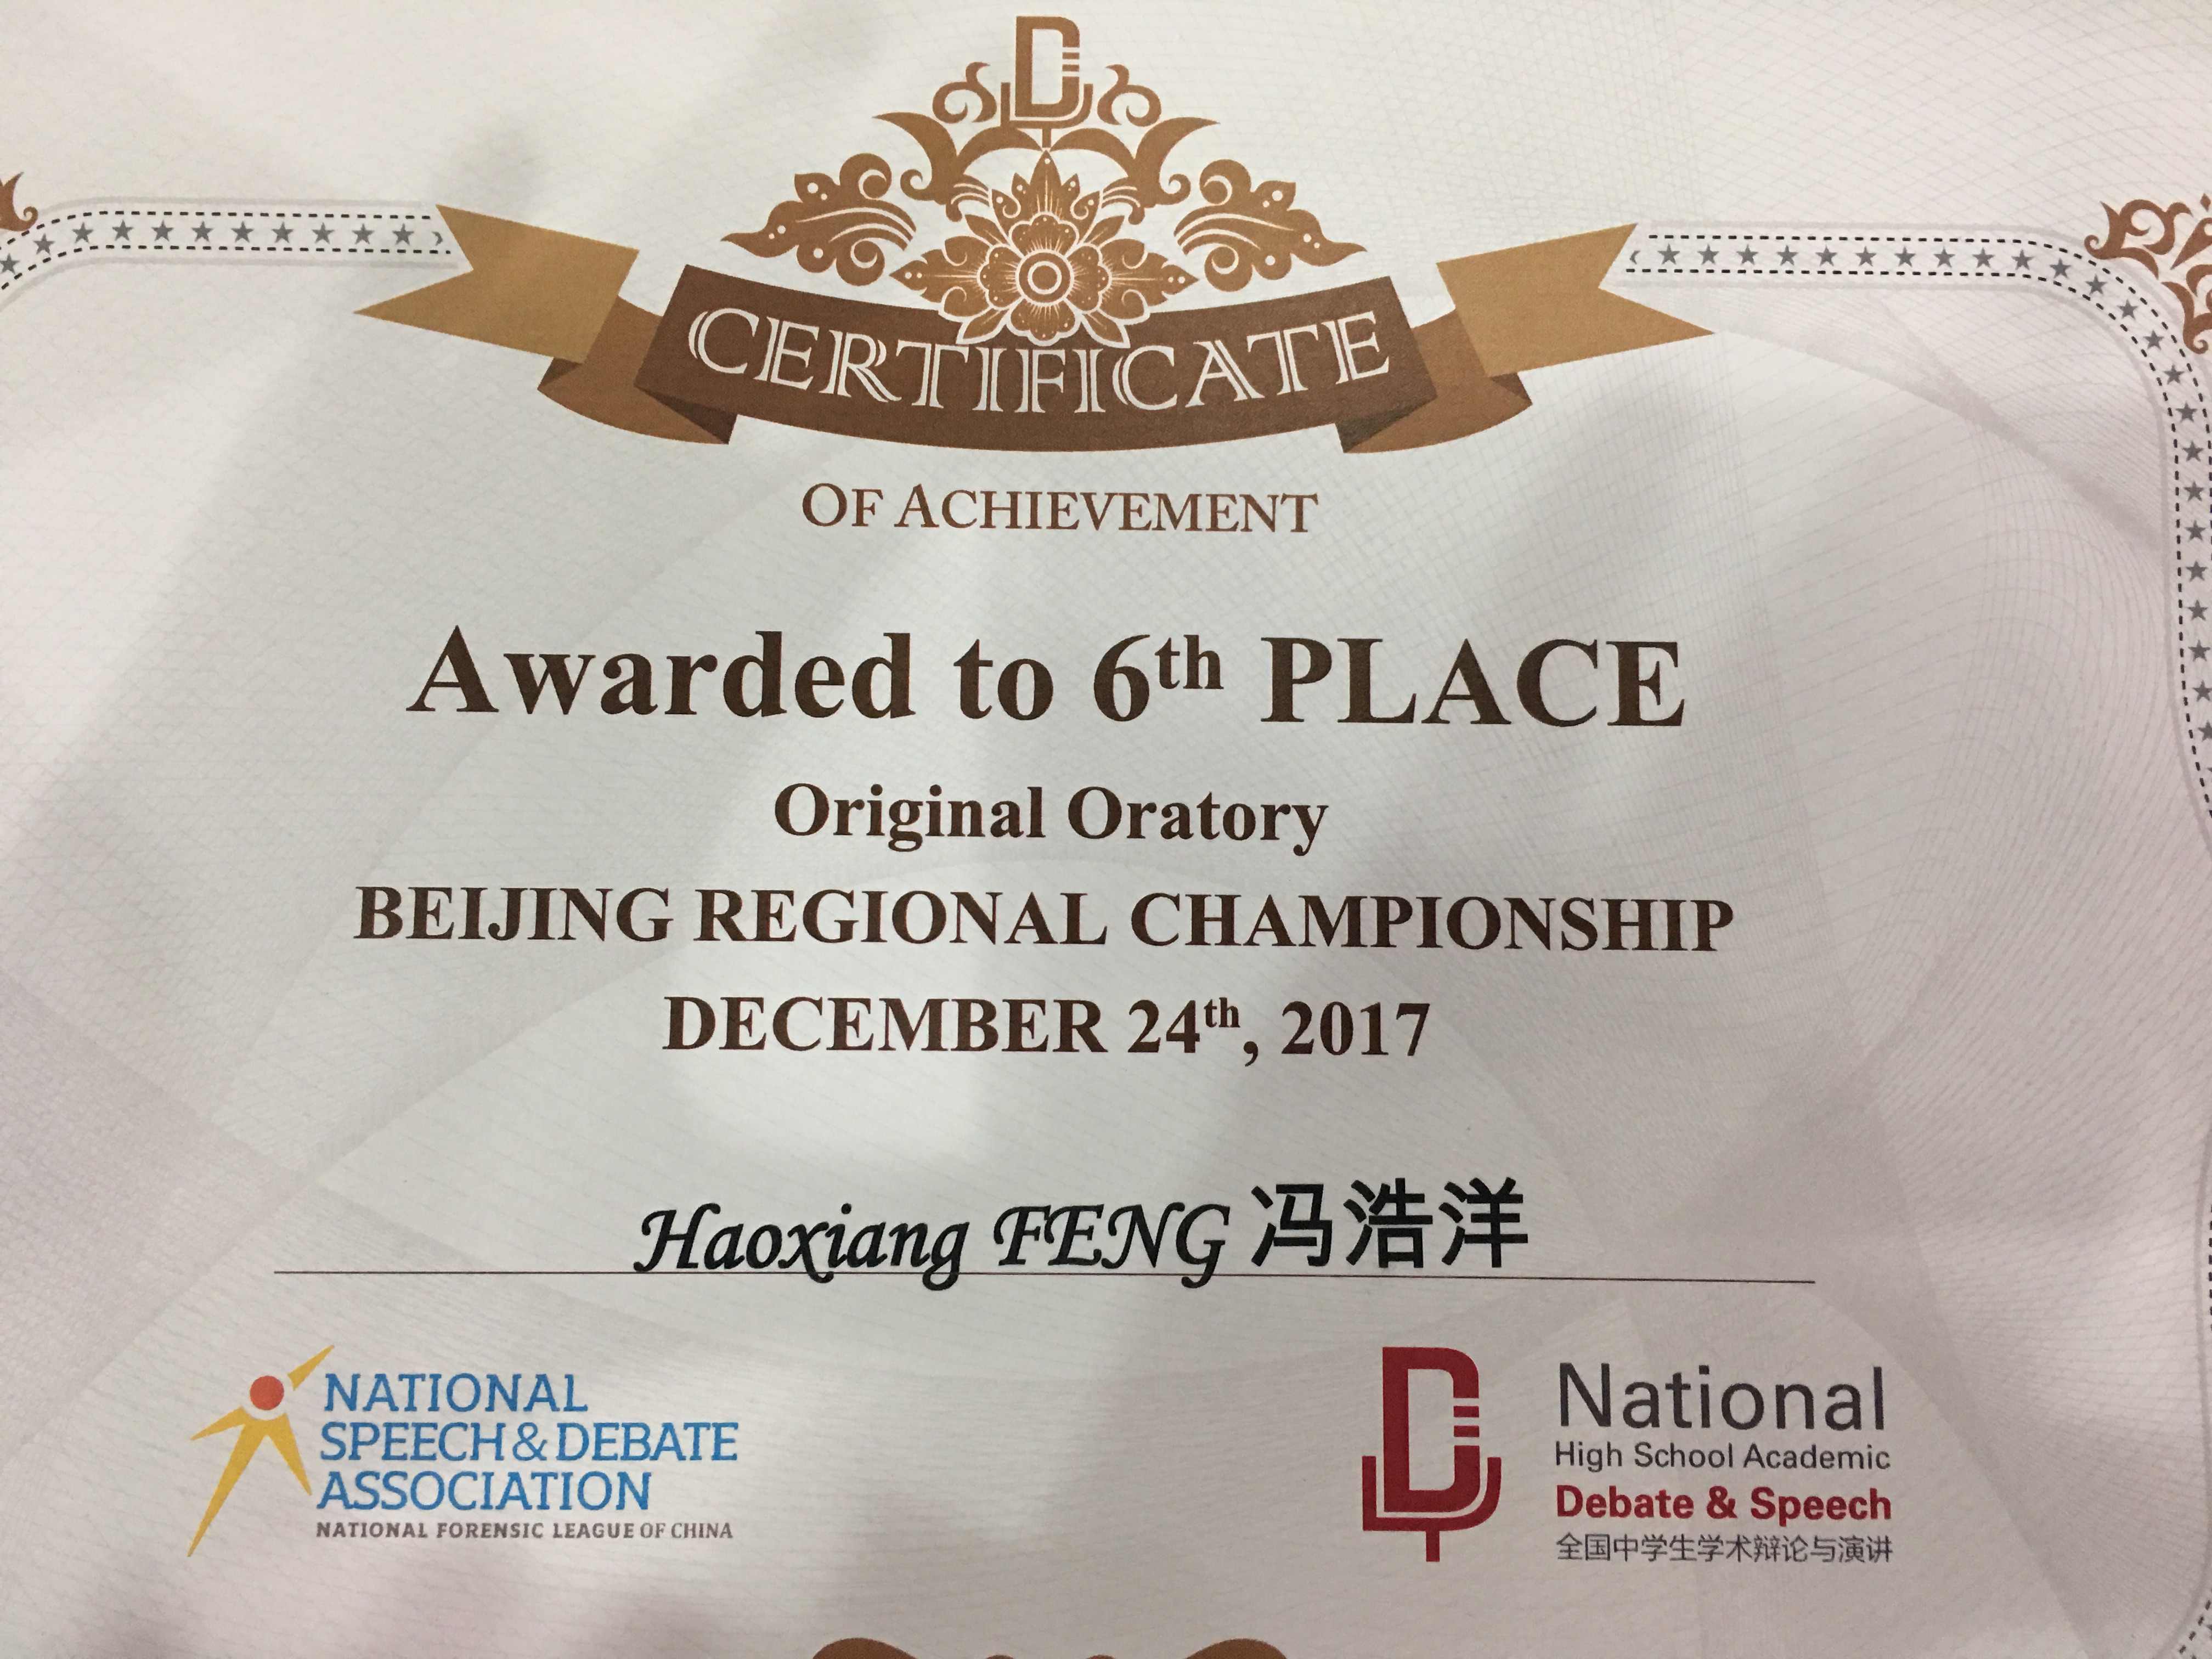 CERTIFICATE
OF ACHIEVEMENT
Awarded to 6th PLACE
Original Oratory
BEIJING REGIONAL CHAMPIONSHIP
DECEMBER 24th, 2017
Haoxiang FENG 冯浩洋
NATIONAL
SPEECH & DEBATE
ASSOCIATION
NATIONAL FORENSIC LEAGUE OF CHINA
National
High School Academic
Debate & Speech
全国中学生学术辩论与演讲